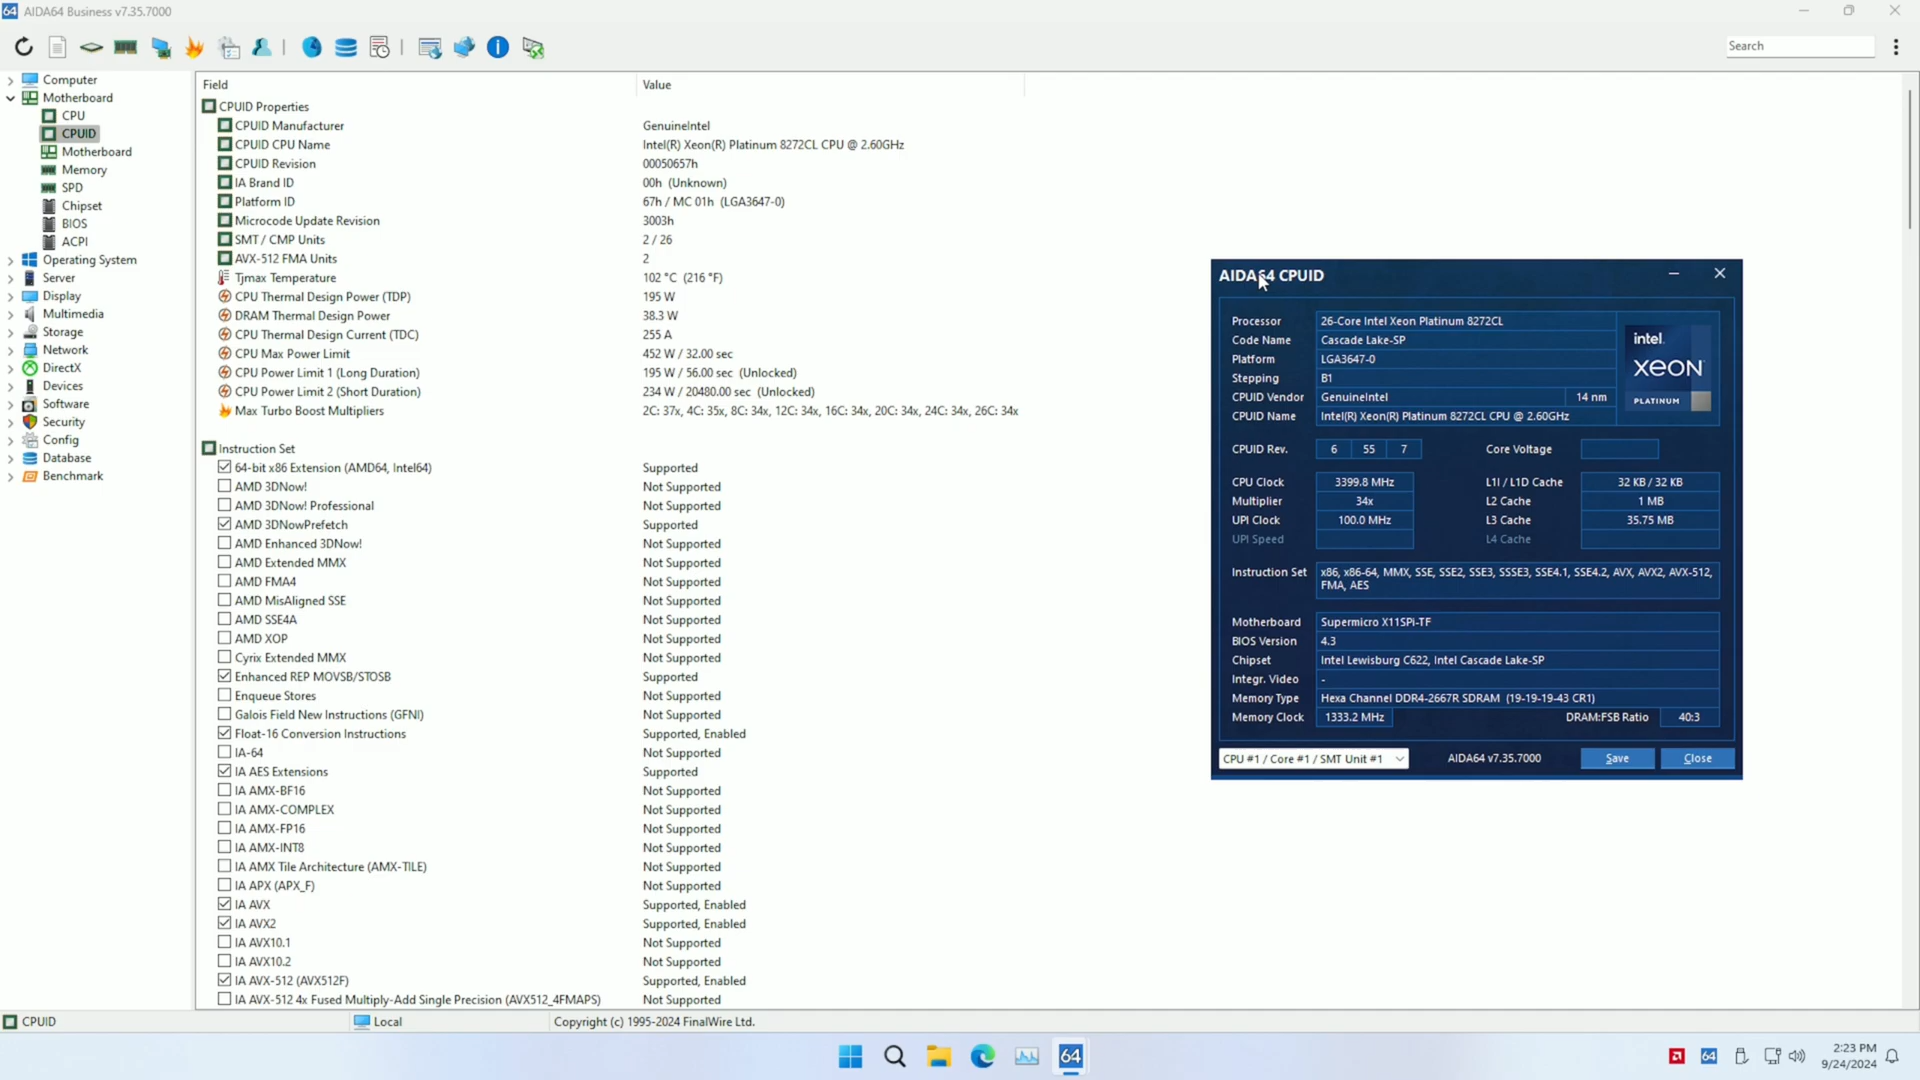 AIDA64 Business v7.35.7000
Search
Computer
Motherboard
CPU
CPUID
Motherboard
Memory
SPD
Chipset
BIOS
ACPI
Operating System
Server
Display
Multimedia
Storage
Network
DirectX
Devices
Software
Security
Config
Database
Benchmark
Field Value
CPUID Properties
CPUID Manufacturer GenuineIntel
CPUID CPU Name Intel(R) Xeon(R) Platinum 8272CL CPU @ 2.60GHz
CPUID Revision 00050657h
IA Brand ID 00h (Unknown)
Platform ID 67h / MC 01h (LGA3647-0)
Microcode Update Revision 3003h
SMT / CMP Units 2 / 26
AVX-512 FMA Units 2
Tjmax Temperature 102 °C (216 °F)
CPU Thermal Design Power (TDP) 195 W
DRAM Thermal Design Power 38.3 W
CPU Thermal Design Current (TDC) 255 A
CPU Max Power Limit 452 W / 32.00 sec
CPU Power Limit 1 (Long Duration) 195 W / 56.00 sec (Unlocked)
CPU Power Limit 2 (Short Duration) 234 W / 20480.00 sec (Unlocked)
Max Turbo Boost Multipliers 2C: 37x, 4C: 35x, 8C: 34x, 12C: 34x, 16C: 34x, 20C: 34x, 24C: 34x, 26C: 34x
Instruction Set
64-bit x86 Extension (AMD64, Intel64) Supported
AMD 3DNow! Not Supported
AMD 3DNow! Professional Not Supported
AMD 3DNowPrefetch Supported
AMD Enhanced 3DNow! Not Supported
AMD Extended MMX Not Supported
AMD FMA4 Not Supported
AMD MisAligned SSE Not Supported
AMD SSE4A Not Supported
AMD XOP Not Supported
Cyrix Extended MMX Not Supported
Enhanced REP MOVSB/STOSB Supported
Enqueue Stores Not Supported
Galois Field New Instructions (GFNI) Not Supported
Float-16 Conversion Instructions Supported, Enabled
IA-64 Not Supported
IA AES Extensions Supported
IA AMX-BF16 Not Supported
IA AMX-COMPLEX Not Supported
IA AMX-FP16 Not Supported
IA AMX-INT8 Not Supported
IA AMX Tile Architecture (AMX-TILE) Not Supported
IA APX (APX_F) Not Supported
IA AVX Supported, Enabled
IA AVX2 Supported, Enabled
IA AVX10.1 Not Supported
IA AVX10.2 Not Supported
IA AVX-512 (AVX512F) Supported, Enabled
IA AVX-512 4x Fused Multiply-Add Single Precision (AVX512_4FMAPS) Not Supported
AIDA64 CPUID
Processor 26-Core Intel Xeon Platinum 8272CL
Code Name Cascade Lake-SP
Platform LGA3647-0
Stepping B1
CPUID Vendor GenuineIntel 14 nm
CPUID Name Intel(R) Xeon(R) Platinum 8272CL CPU @ 2.60GHz
intel.
XEON
PLATINUM
CPUID Rev. 6 55 7 Core Voltage
CPU Clock 3399.8 MHz L1I / L1D Cache 32 KB / 32 KB
Multiplier 34x L2 Cache 1 MB
UPI Clock 100.0 MHz L3 Cache 35.75 MB
UPI Speed L4 Cache
Instruction Set x86, x86-64, MMX, SSE, SSE2, SSE3, SSSE3, SSE4.1, SSE4.2, AVX, AVX2, AVX-512,
FMA, AES
Motherboard Supermicro X11SPi-TF
BIOS Version 4.3
Chipset Intel Lewisburg C622, Intel Cascade Lake-SP
Integr. Video -
Memory Type Hexa Channel DDR4-2667R SDRAM (19-19-19-43 CR1)
Memory Clock 1333.2 MHz DRAM:FSB Ratio 40:3
CPU #1 / Core #1 / SMT Unit #1 AIDA64 v7.35.7000 Save Close
CPUID Local Copyright (c) 1995-2024 FinalWire Ltd.
64
64
2:23 PM
9/24/2024